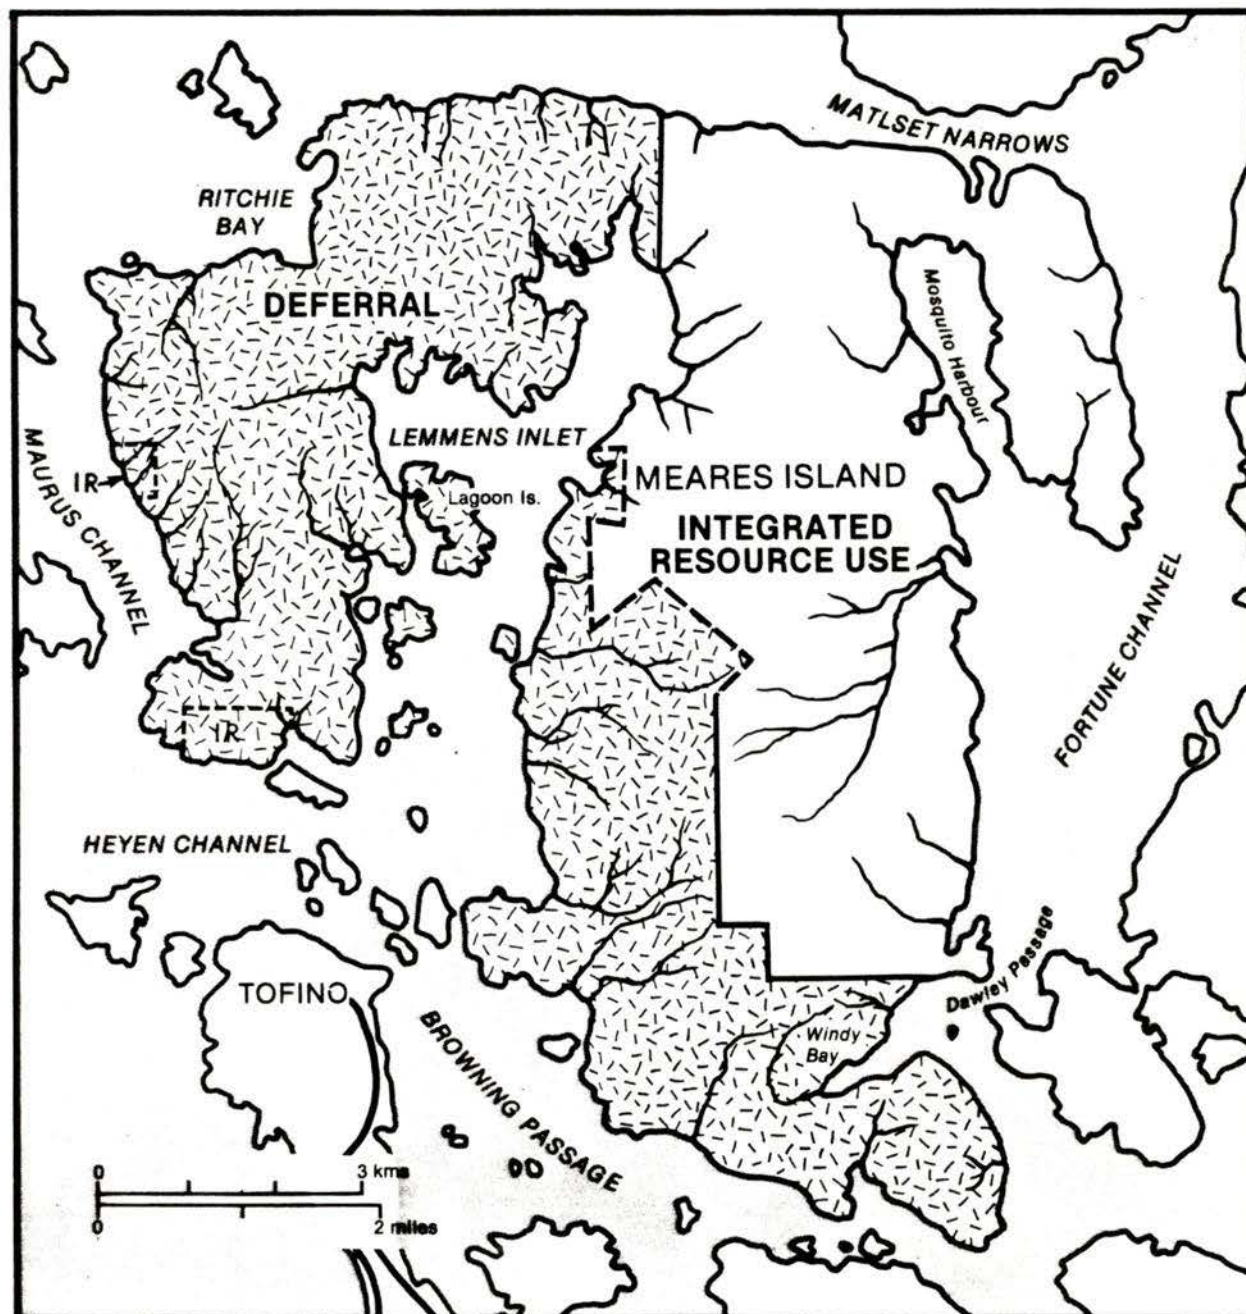 MATLSET NARROWS
RITCHIE
BAY
DEFERRAL
Mosquito Harbour
LEMMENS INLET
MAURUS CHANNEL
IR
Lagoon Is.
MEARES ISLAND
INTEGRATED
RESOURCE USE
FORTUNE CHANNEL
IR
HEYEN CHANNEL
TOFINO
Dawley Passage
Windy
Bay
BROWNING PASSAGE
0 3 kms
0 2 miles